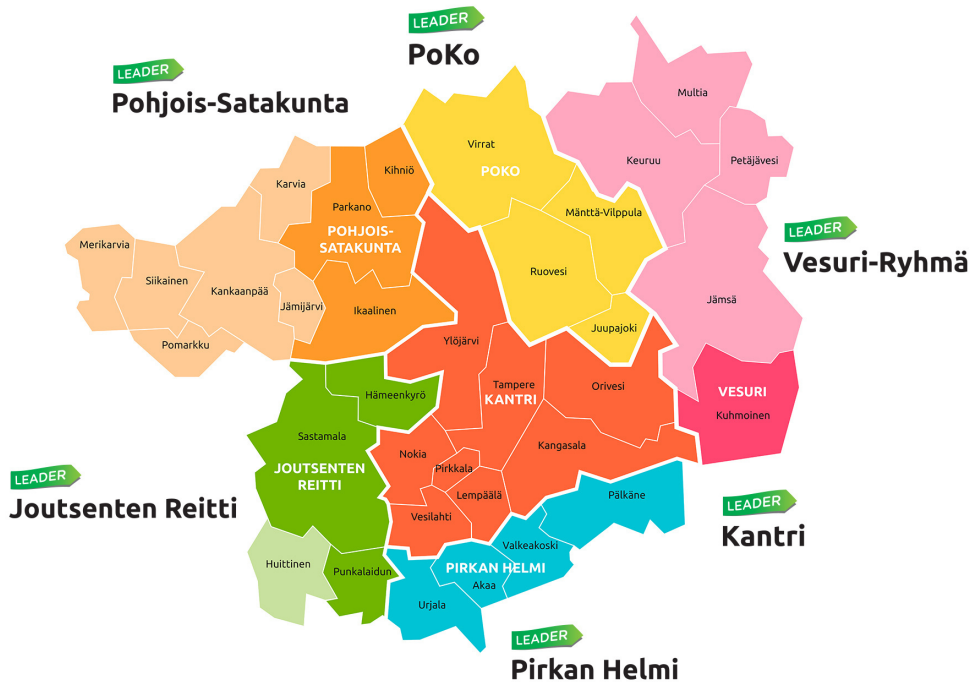 LEADER
PoKo
LEADER
Pohjois-Satakunta
Multia
Virrat
POKO
Keuruu
Petäjävesi
Kihniö
Karvia
Parkano
Mänttä-Vilppula
POHJOIS-
SATAKUNTA
LEADER
Vesuri-Ryhmä
Merikarvia
Siikainen
Kankaanpää
Ruovesi
Jämijärvi
Ikaalinen
Jämsä
Juupajoki
Pomarkku
Ylöjärvi
Tampere
KANTRI
Orivesi
VESURI
Kuhmoinen
Hämeenkyrö
Sastamala
Kangasala
Nokia
JOUTSENTEN
REITTI
Pirkkala
LEADER
Joutsenten Reitti
Lempäälä
Pälkäne
LEADER
Kantri
Vesilahti
Valkeakoski
Huittinen
Punkalaidun
PIRKAN HELMI
Akaa
Urjala
LEADER
Pirkan Helmi